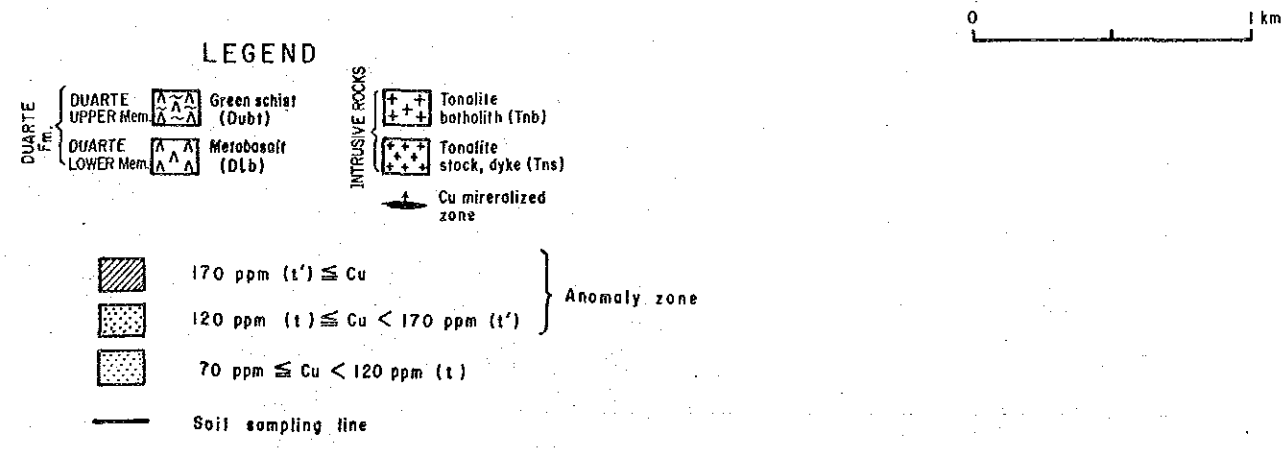 0 1 km
LEGEND
DUARTE Fm.
DUARTE UPPER Mem.
Green schist (Dubt)
DUARTE LOWER Mem.
Metabasalt (DLb)
INTRUSIVE ROCKS
Tonalite batholith (Tnb)
Tonalite stock, dyke (Tns)
Cu mireralized zone
170 ppm (t') ≦ Cu
120 ppm (t) ≦ Cu < 170 ppm (t')
Anomaly zone
70 ppm ≦ Cu < 120 ppm (t)
Soil sampling line